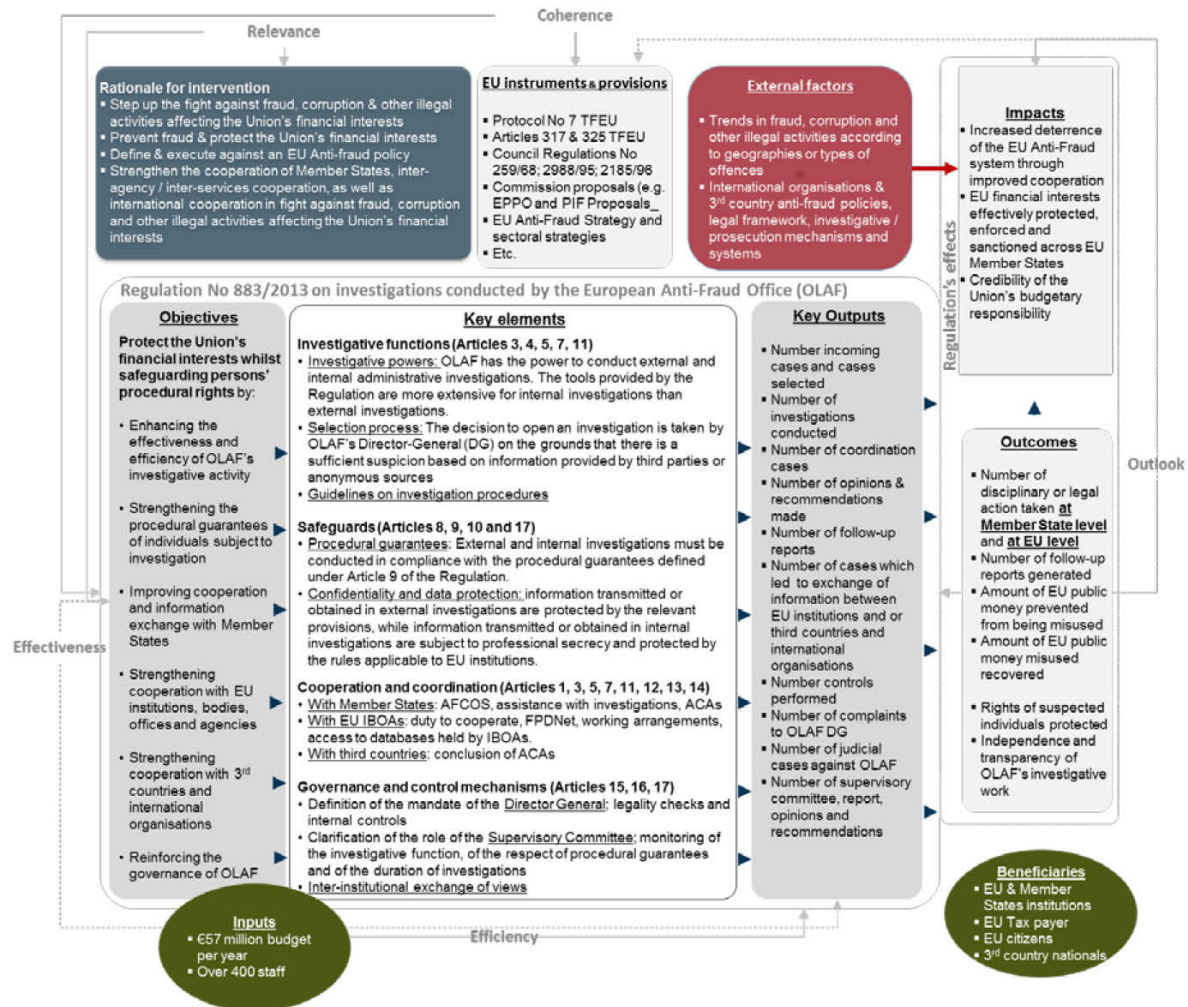 Coherence
Relevance
Rationale for intervention
▪ Step up the fight against fraud, corruption & other illegal
activities affecting the Union's financial interests
▪ Prevent fraud & protect the Union's financial interests
▪ Define & execute against an EU Anti-fraud policy
▪ Strengthen the cooperation of Member States, inter-
agency / inter-services cooperation, as well as
international cooperation in fight against fraud, corruption
and other illegal activities affecting the Union's financial
interests
EU instruments & provisions
▪ Protocol No 7 TFEU
▪ Articles 317 & 325 TFEU
▪ Council Regulations No
259/68; 2988/95; 2185/96
▪ Commission proposals (e.g.
EPPO and PIF Proposals_
▪ EU Anti-Fraud Strategy and
sectoral strategies
▪ Etc.
External factors
▪ Trends in fraud, corruption and
other illegal activities according
to geographies or types of
offences
▪ International organisations &
3rd country anti-fraud policies,
legal framework, investigative /
prosecution mechanisms and
systems
Regulation's effects
Impacts
▪ Increased deterrence
of the EU Anti-Fraud
system through
improved cooperation
▪ EU financial interests
effectively protected,
enforced and
sanctioned across EU
Member States
▪ Credibility of the
Union's budgetary
responsibility
Regulation No 883/2013 on investigations conducted by the European Anti-Fraud Office (OLAF)
Objectives
Protect the Union's
financial interests whilst
safeguarding persons'
procedural rights by:
• Enhancing the
effectiveness and
efficiency of OLAF's
investigative activity
• Strengthening the
procedural guarantees
of individuals subject to
investigation
• Improving cooperation
and information
exchange with Member
States
• Strengthening
cooperation with EU
institutions, bodies,
offices and agencies
• Strengthening
cooperation with 3rd
countries and
international
organisations
• Reinforcing the
governance of OLAF
Key elements
Investigative functions (Articles 3, 4, 5, 7, 11)
• Investigative powers: OLAF has the power to conduct external and
internal administrative investigations. The tools provided by the
Regulation are more extensive for internal investigations than
external investigations.
• Selection process: The decision to open an investigation is taken by
OLAF's Director-General (DG) on the grounds that there is a
sufficient suspicion based on information provided by third parties or
anonymous sources
• Guidelines on investigation procedures
Safeguards (Articles 8, 9, 10 and 17)
• Procedural guarantees: External and internal investigations must be
conducted in compliance with the procedural guarantees defined
under Article 9 of the Regulation.
• Confidentiality and data protection: information transmitted or
obtained in external investigations are protected by the relevant
provisions, while information transmitted or obtained in internal
investigations are subject to professional secrecy and protected by
the rules applicable to EU institutions.
Cooperation and coordination (Articles 1, 3, 5, 7, 11, 12, 13, 14)
• With Member States: AFCOS, assistance with investigations, ACAs
• With EU IBOAs: duty to cooperate, FPDNet, working arrangements,
access to databases held by IBOAs.
• With third countries: conclusion of ACAs
Governance and control mechanisms (Articles 15, 16, 17)
• Definition of the mandate of the Director General; legality checks and
internal controls
• Clarification of the role of the Supervisory Committee; monitoring of
the investigative function, of the respect of procedural guarantees
and of the duration of investigations
• Inter-institutional exchange of views
Key Outputs
• Number incoming
cases and cases
selected
• Number of
investigations
conducted
• Number of coordination
cases
• Number of opinions &
recommendations
made
• Number of follow-up
reports
• Number of cases which
led to exchange of
information between
EU institutions and or
third countries and
international
organisations
• Number controls
performed
• Number of complaints
to OLAF DG
• Number of judicial
cases against OLAF
• Number of supervisory
committee, report,
opinions and
recommendations
Outcomes
▪ Number of
disciplinary or legal
action taken at
Member State level
and at EU level
▪ Number of follow-up
reports generated
▪ Amount of EU public
money prevented
from being misused
▪ Amount of EU public
money misused
recovered
▪ Rights of suspected
individuals protected
▪ Independence and
transparency of
OLAF's investigative
work
Outlook
Effectiveness
Inputs
▪ €57 million budget
per year
▪ Over 400 staff
Efficiency
Beneficiaries
▪ EU & Member
States institutions
▪ EU Tax payer
▪ EU citizens
▪ 3rd country nationals